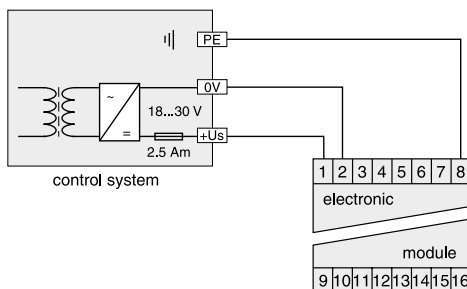 PE
0V
~
18...30 V
=
+Us
2.5 Am
control system
1 2 3 4 5 6 7 8
electronic
module
9 10 11 12 13 14 15 16